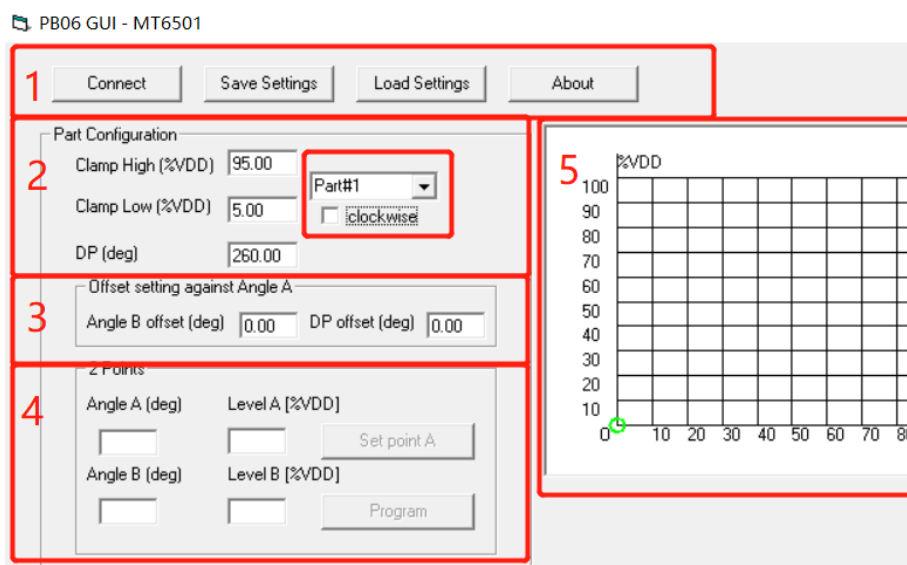 PB06 GUI - MT6501
1 Connect Save Settings Load Settings About
Part Configuration
2 Clamp High (%VDD) 95.00 Part#1
Clamp Low (%VDD) 5.00 clockwise
DP (deg) 260.00
Offset setting against Angle A
3 Angle B offset (deg) 0.00 DP offset (deg) 0.00
2 Points
4 Angle A (deg) Level A [%VDD]
Set point A
Angle B (deg) Level B [%VDD]
Program
5 %VDD
100
90
80
70
60
50
40
30
20
10
0 10 20 30 40 50 60 70